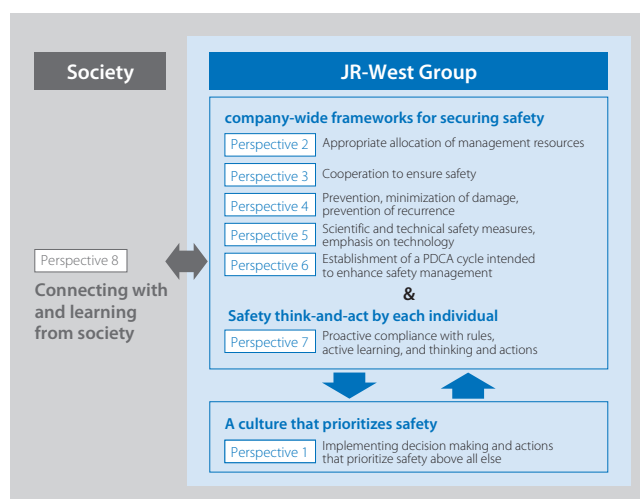 Society
JR-West Group
company-wide frameworks for securing safety
Perspective 2 Appropriate allocation of management resources
Perspective 3 Cooperation to ensure safety
Perspective 4 Prevention, minimization of damage,
prevention of recurrence
Perspective 5 Scientific and technical safety measures,
emphasis on technology
Perspective 6 Establishment of a PDCA cycle intended
to enhance safety management
&
Safety think-and-act by each individual
Perspective 7 Proactive compliance with rules,
active learning, and thinking and actions
Perspective 8
Connecting with
and learning
from society
A culture that prioritizes safety
Perspective 1 Implementing decision making and actions
that prioritize safety above all else